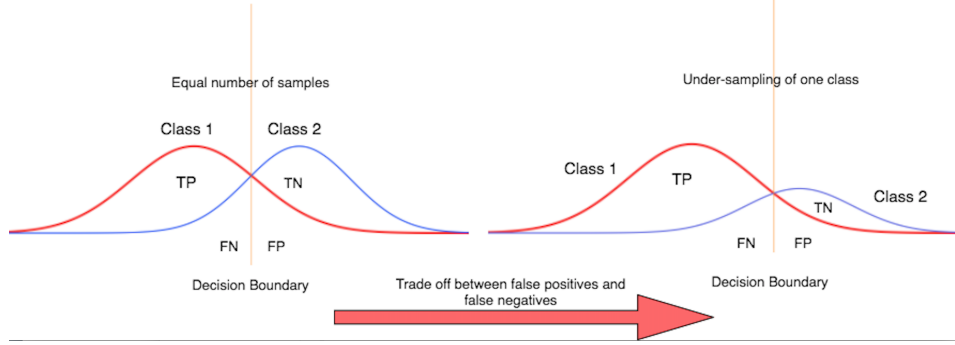 Equal number of samples
Class 1
Class 2
TP
TN
FN
FP
Decision Boundary
Under-sampling of one class
Class 1
TP
Class 2
TN
FN
FP
Decision Boundary
Trade off between false positives and
false negatives